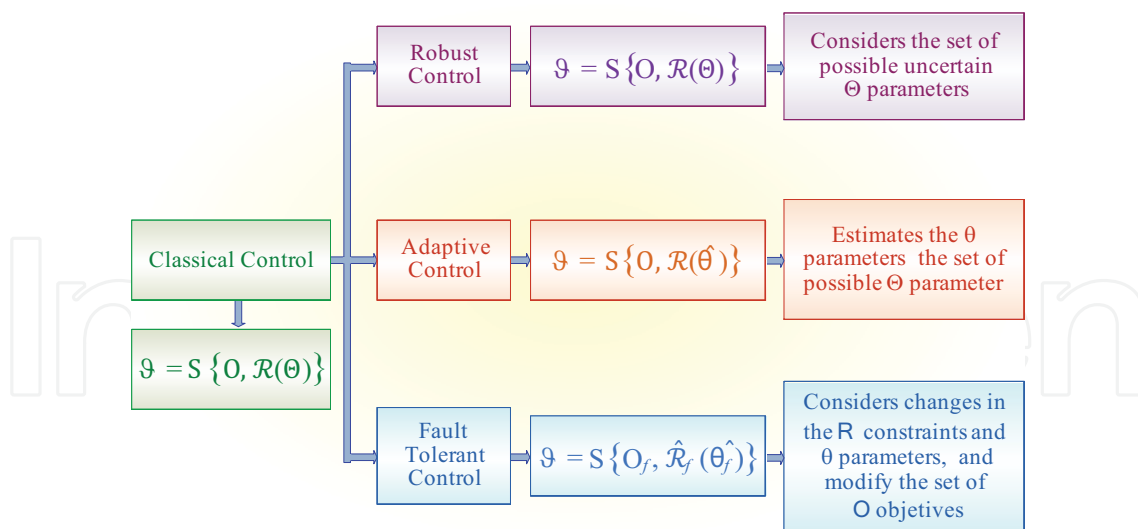 Robust
Control
ϑ = S{O, ℛ(Θ)}
Considers the set of
possible uncertain
Θ parameters
Classical Control
ϑ = S{O, ℛ(Θ)}
Adaptive
Control
ϑ = S{O, ℛ(θ̂)}
Estimates the θ
parameters the set of
possible Θ parameter
Fault
Tolerant
Control
ϑ = S{O_f, ℛ̂_f (θ̂_f)}
Considers changes in
the R constraints and
θ parameters, and
modify the set of
O objetives